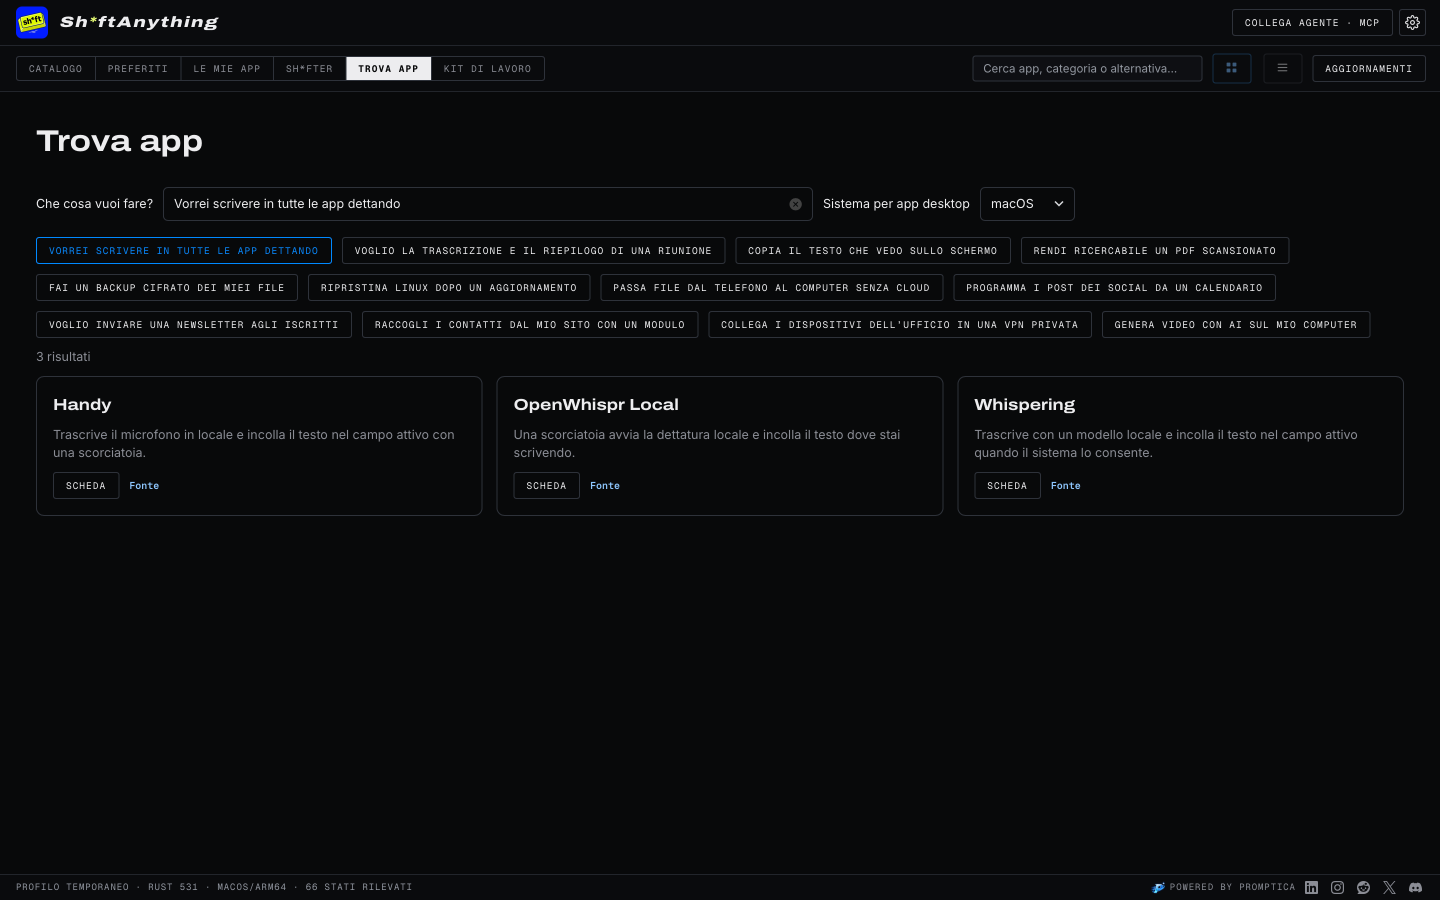 sh*ft
Sh*ftAnything
COLLEGA AGENTE · MCP
CATALOGO
PREFERITI
LE MIE APP
SH*FTER
TROVA APP
KIT DI LAVORO
Cerca app, categoria o alternativa...
AGGIORNAMENTI
Trova app
Che cosa vuoi fare?
Vorrei scrivere in tutte le app dettando
Sistema per app desktop
macOS
VORREI SCRIVERE IN TUTTE LE APP DETTANDO
VOGLIO LA TRASCRIZIONE E IL RIEPILOGO DI UNA RIUNIONE
COPIA IL TESTO CHE VEDO SULLO SCHERMO
RENDI RICERCABILE UN PDF SCANSIONATO
FAI UN BACKUP CIFRATO DEI MIEI FILE
RIPRISTINA LINUX DOPO UN AGGIORNAMENTO
PASSA FILE DAL TELEFONO AL COMPUTER SENZA CLOUD
PROGRAMMA I POST DEI SOCIAL DA UN CALENDARIO
VOGLIO INVIARE UNA NEWSLETTER AGLI ISCRITTI
RACCOGLI I CONTATTI DAL MIO SITO CON UN MODULO
COLLEGA I DISPOSITIVI DELL'UFFICIO IN UNA VPN PRIVATA
GENERA VIDEO CON AI SUL MIO COMPUTER
3 risultati
Handy
Trascrive il microfono in locale e incolla il testo nel campo attivo con
una scorciatoia.
SCHEDA
Fonte
OpenWhispr Local
Una scorciatoia avvia la dettatura locale e incolla il testo dove stai
scrivendo.
SCHEDA
Fonte
Whispering
Trascrive con un modello locale e incolla il testo nel campo attivo
quando il sistema lo consente.
SCHEDA
Fonte
PROFILO TEMPORANEO · RUST 531 · MACOS/ARM64 · 66 STATI RILEVATI
POWERED BY PROMPTICA